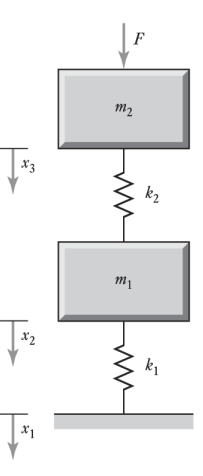 F
m₂
x₃
k₂
m₁
x₂
k₁
x₁